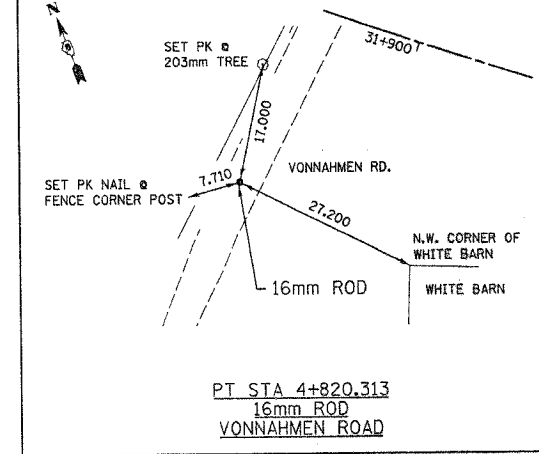 N
SET PK @
203mm TREE
31+900
17.000
7.710
VONNAHMEN RD.
SET PK NAIL @
FENCE CORNER POST
27.200
N.W. CORNER OF
WHITE BARN
16mm ROD
WHITE BARN
PT STA 4+820.313
16mm ROD
VONNAHMEN ROAD